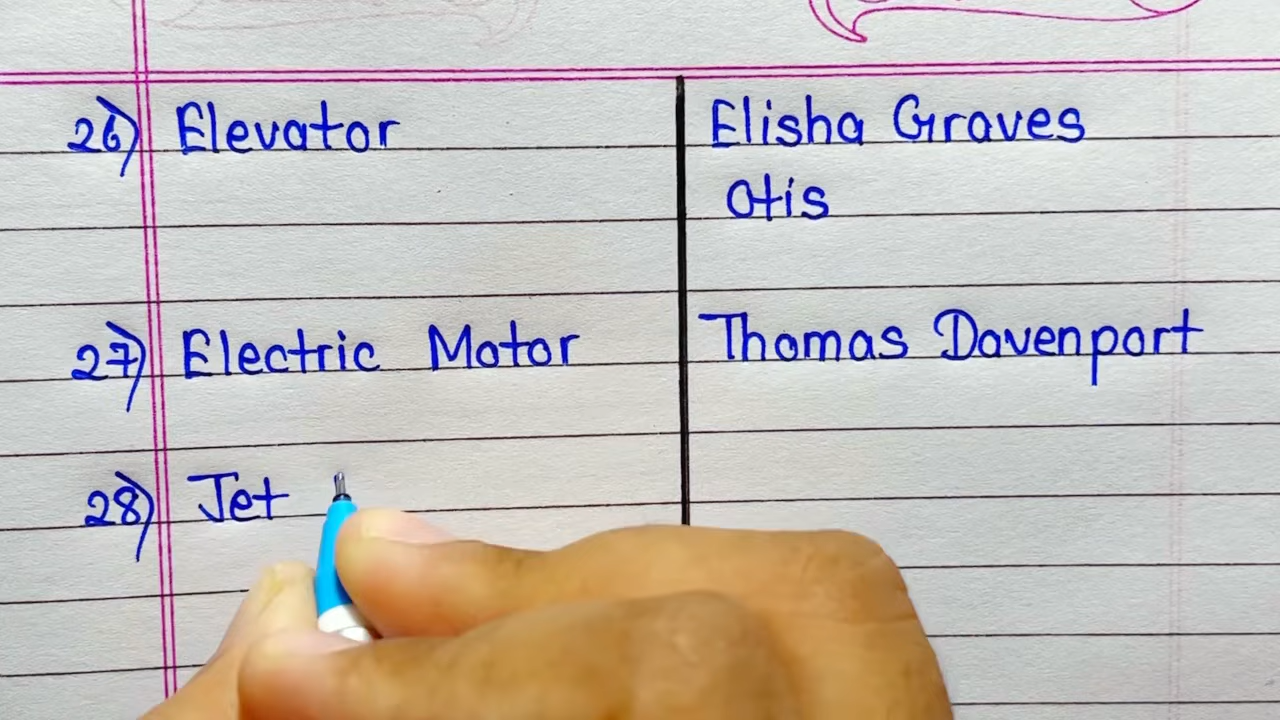 26) Elevator Elisha Graves
Otis
27) Electric Motor Thomas Davenport
28) Jet